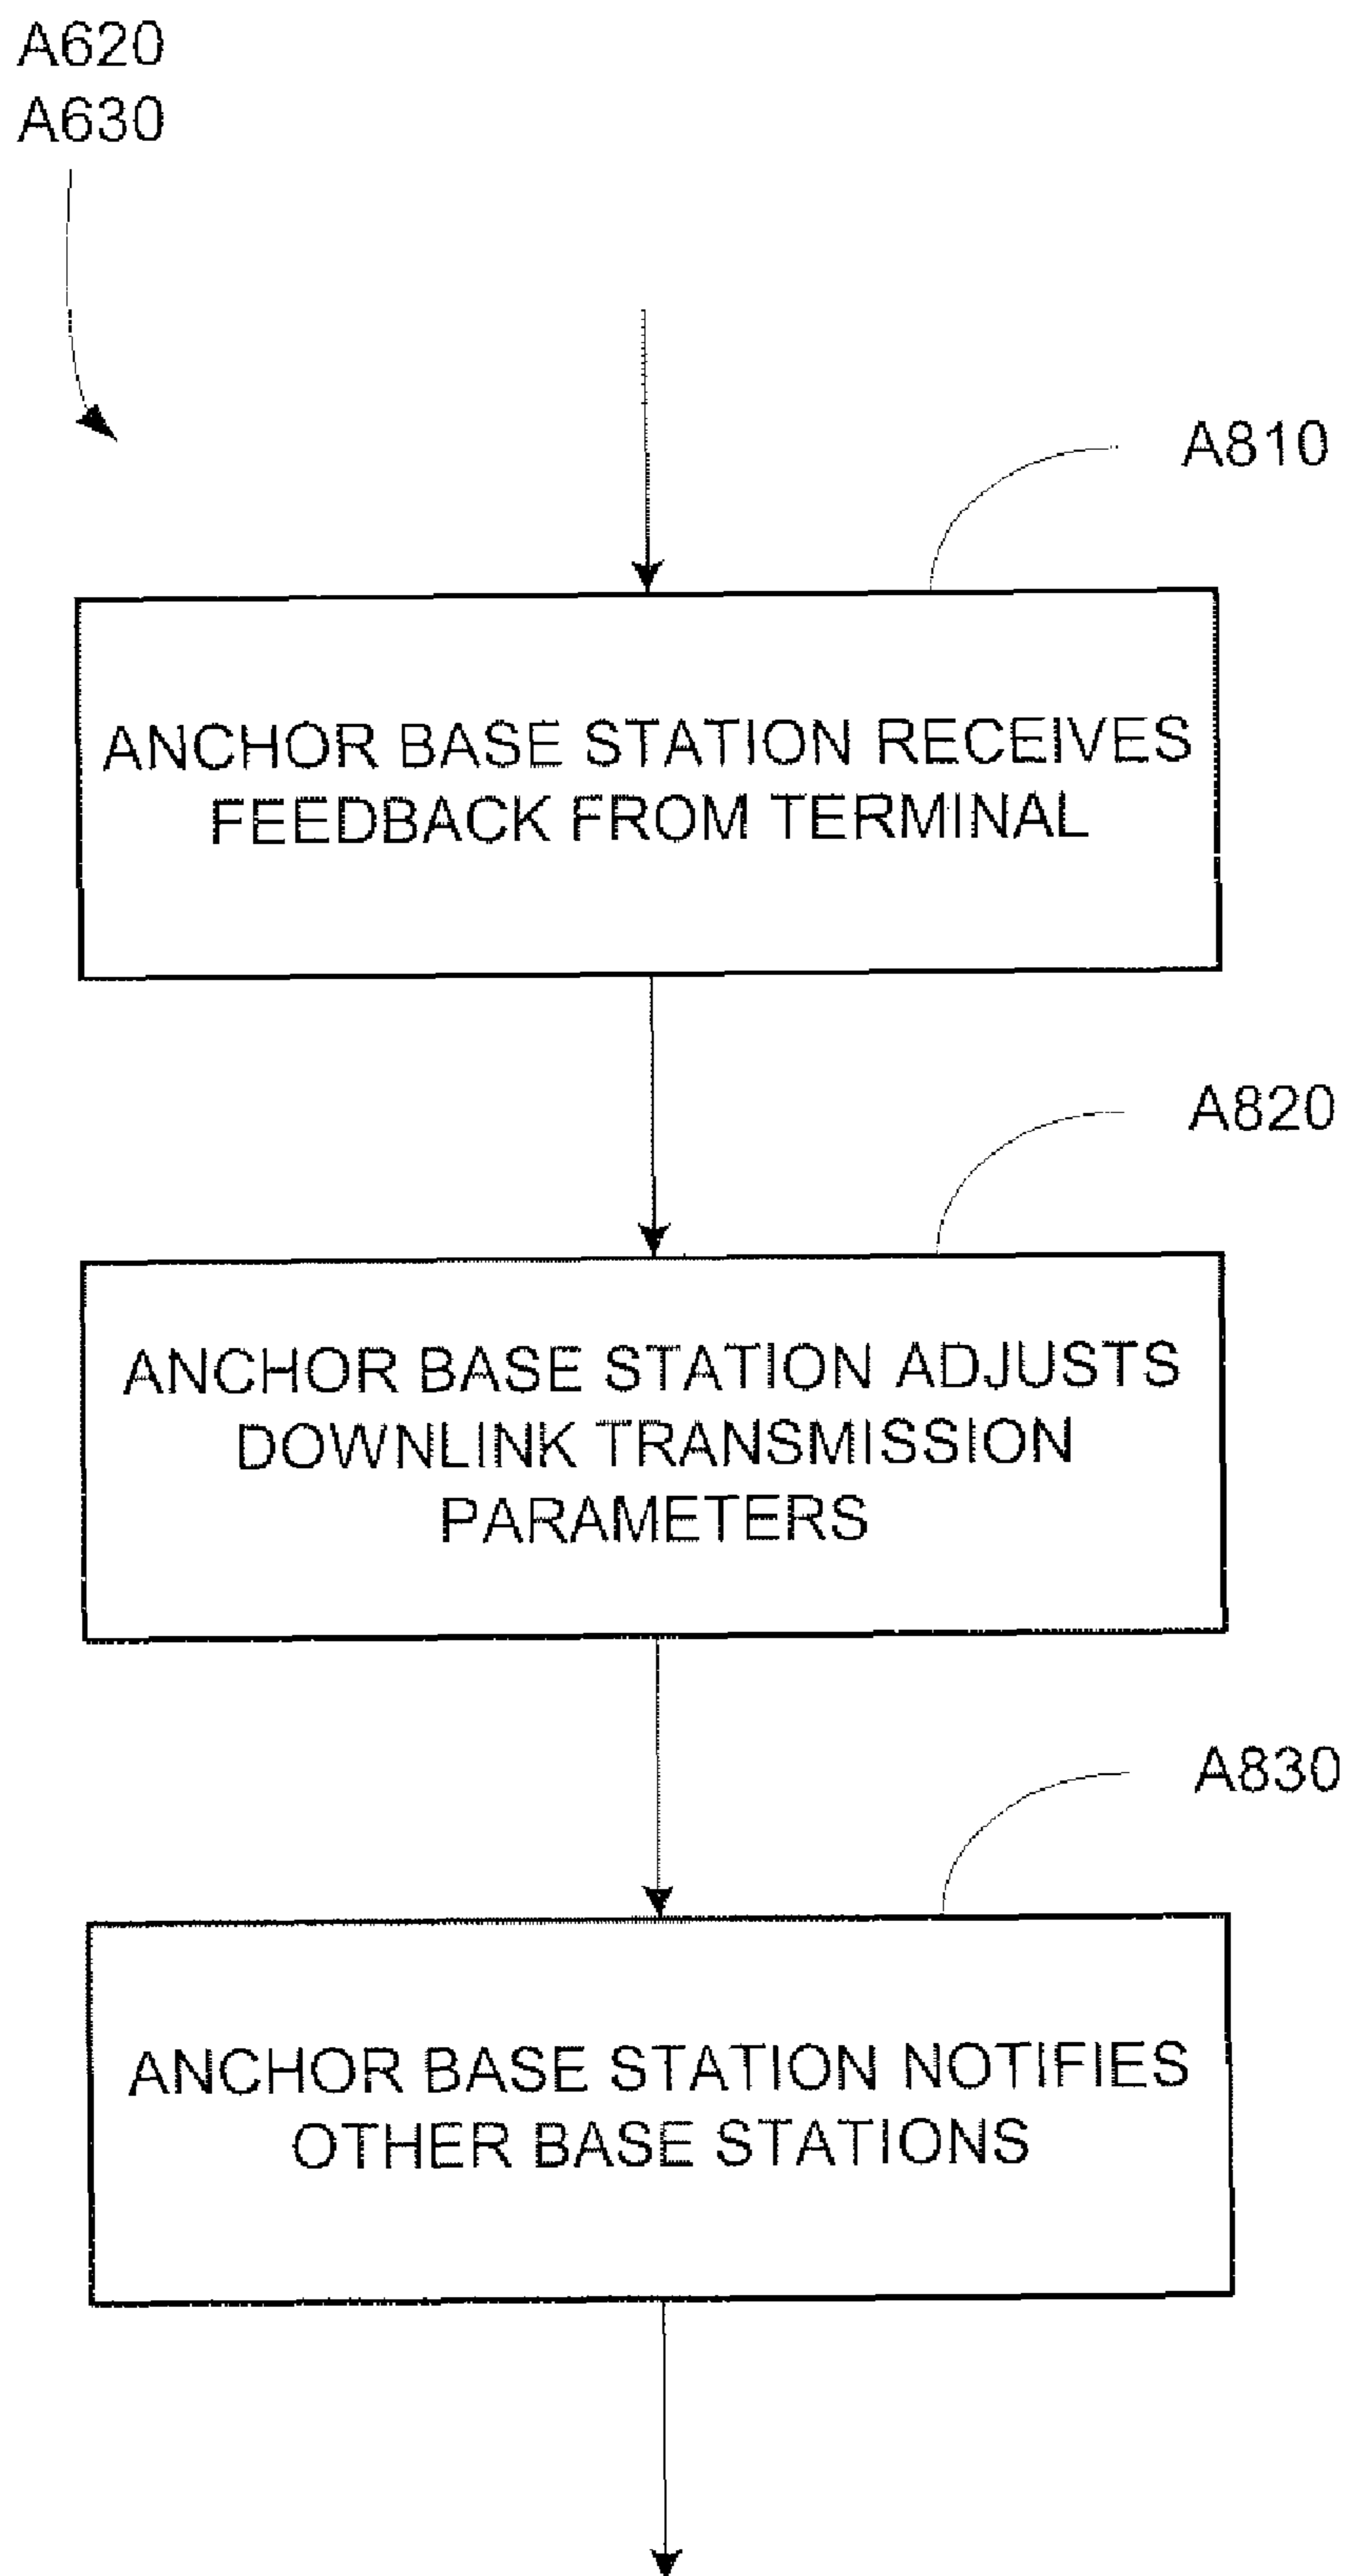 A620
A630
A810
ANCHOR BASE STATION RECEIVES
FEEDBACK FROM TERMINAL
A820
ANCHOR BASE STATION ADJUSTS
DOWNLINK TRANSMISSION
PARAMETERS
A830
ANCHOR BASE STATION NOTIFIES
OTHER BASE STATIONS